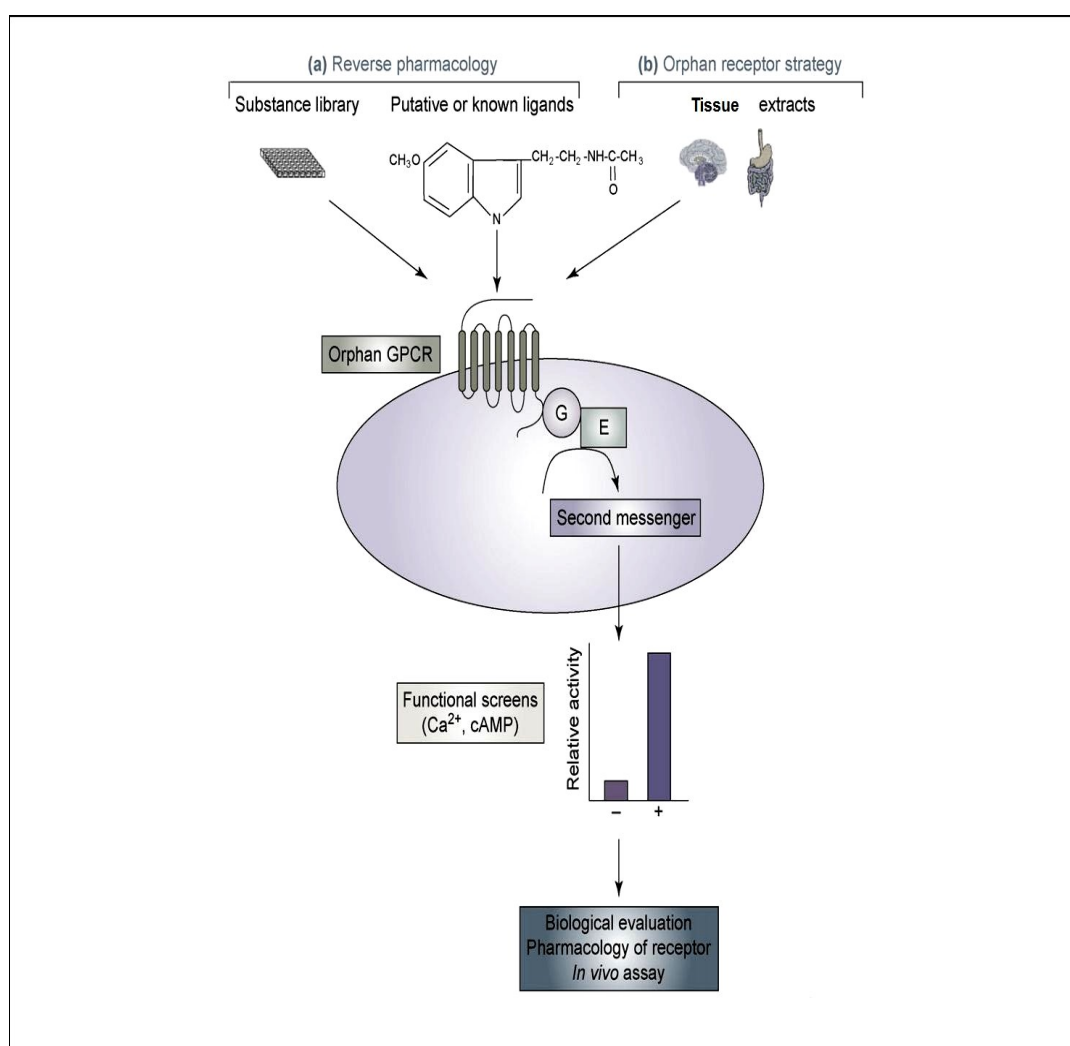 (a) Reverse pharmacology
(b) Orphan receptor strategy
Substance library
Putative or known ligands
Tissue extracts
CH₃O
CH₂-CH₂-NH-C-CH₃
O
N
Orphan GPCR
G
E
Second messenger
Functional screens
(Ca²⁺, cAMP)
Relative activity
– +
Biological evaluation
Pharmacology of receptor
In vivo assay